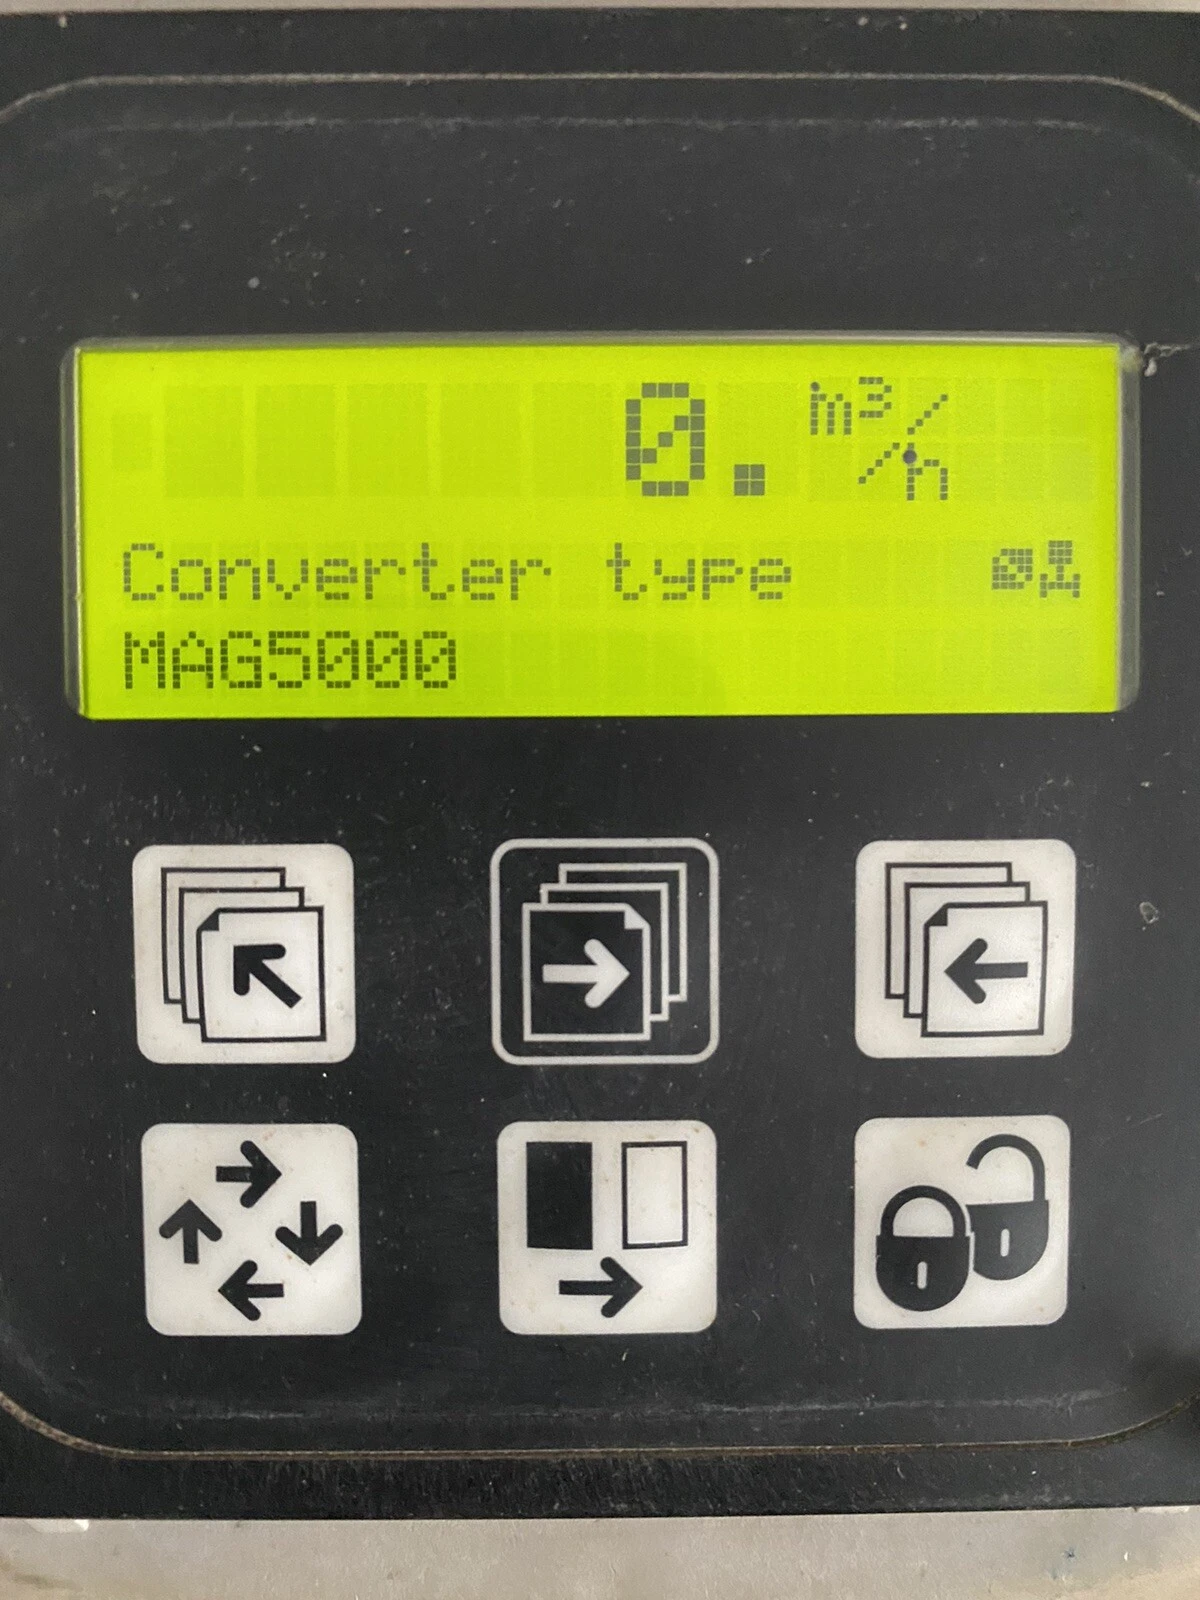 0. m³/h
Converter type
MAG5000